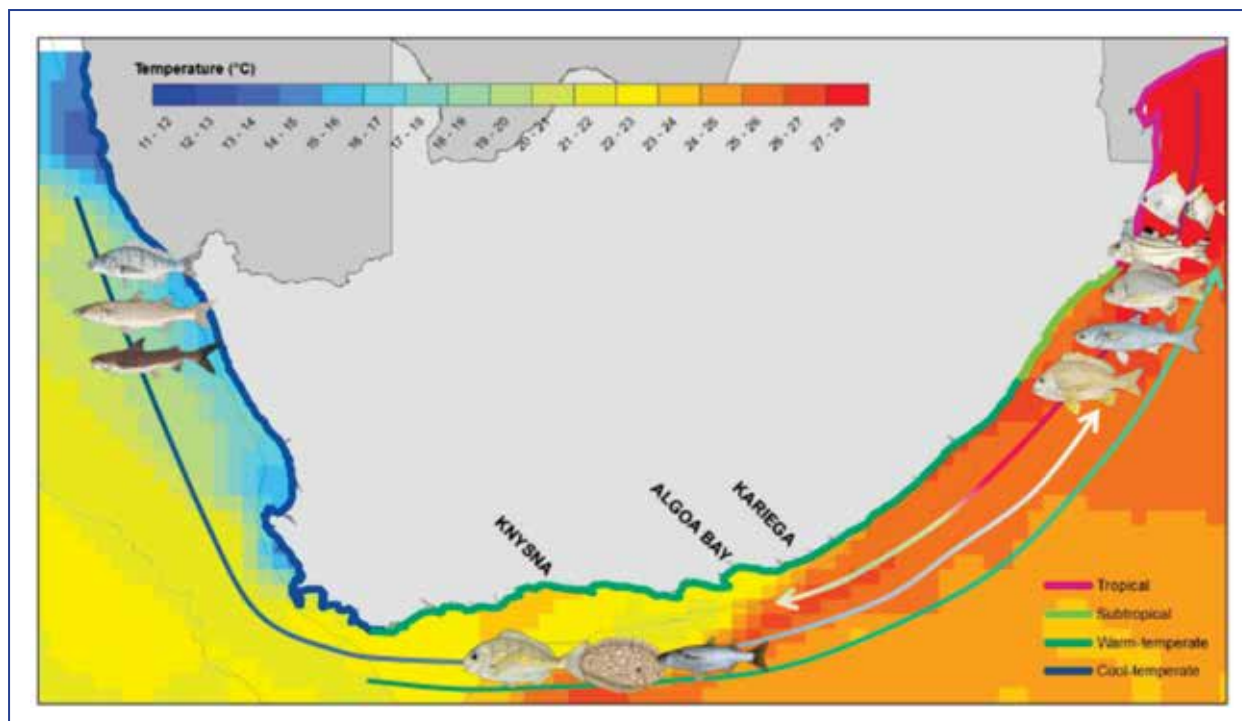 Temperature (°C)
11 - 12
12 - 13
13 - 14
14 - 15
15 - 16
16 - 17
17 - 18
18 - 19
19 - 20
20 - 21
21 - 22
22 - 23
23 - 24
24 - 25
25 - 26
26 - 27
27 - 28
KNYSNA
ALGOA BAY
KARIEGA
Tropical
Subtropical
Warm-temperate
Cool-temperate